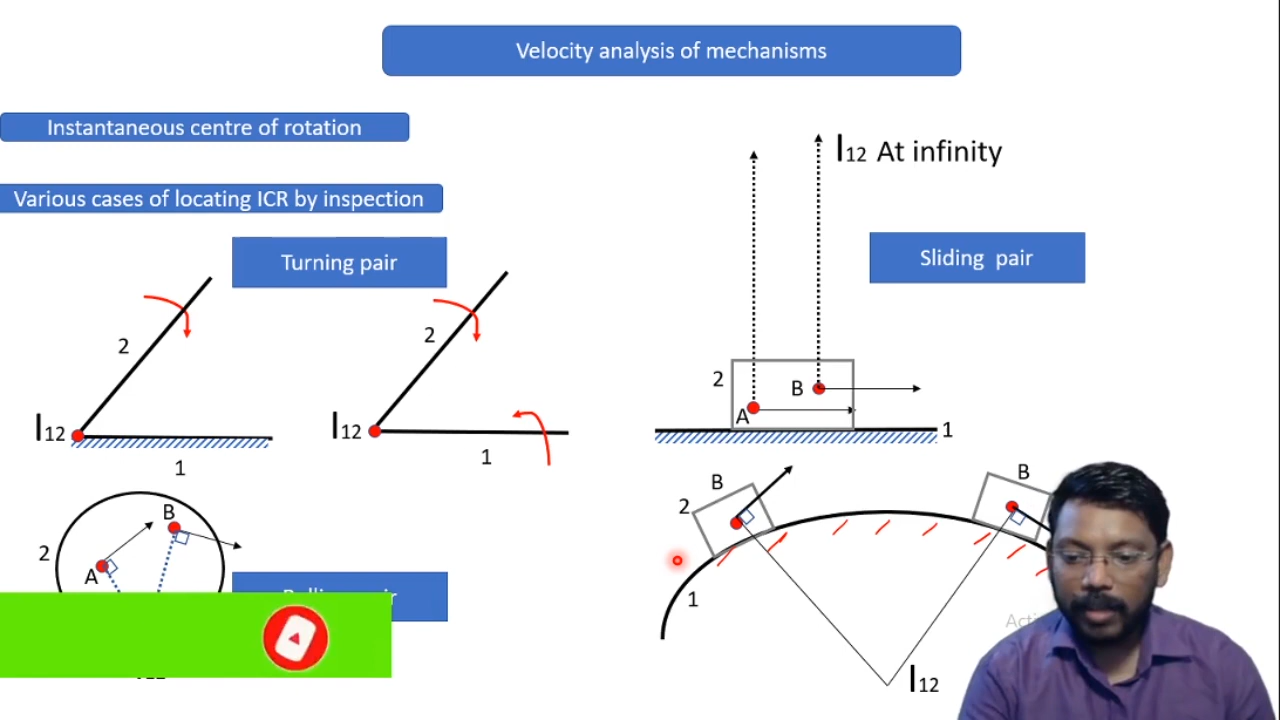 Velocity analysis of mechanisms
Instantaneous centre of rotation
Various cases of locating ICR by inspection
I12 At infinity
Turning pair
Sliding pair
2
2
I12
1
I12
1
2
A
B
1
2
A
B
2
B
1
B
I12